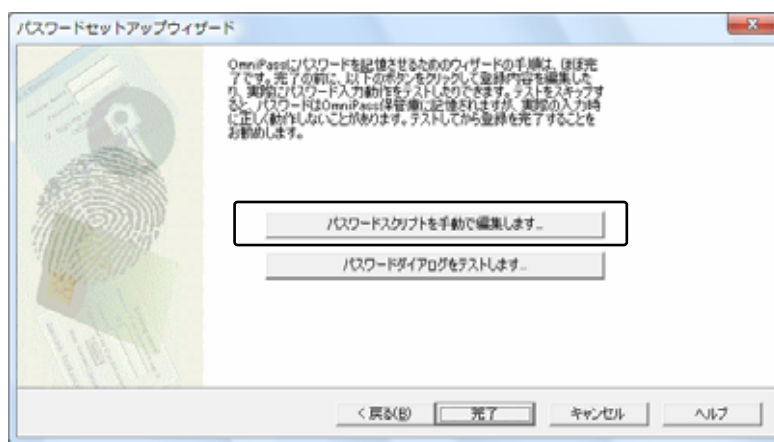 パスワードセットアップウィザード
OmniPassにパスワードを記憶させるためのウィザードの手順は、ほぼ完
了です。完了の前に、以下のボタンをクリックして登録内容を編集した
り、実際にパスワード入力動作をテストしたりできます。テストをスキップす
ると、パスワードはOmniPass保管庫に記憶されますが、実際の入力時
に正しく動作しないことがあります。テストしてから登録を完了することを
お勧めします。
パスワードスクリプトを手動で編集します...
パスワードダイアログをテストします...
< 戻る(B)
完了
キャンセル
ヘルプ